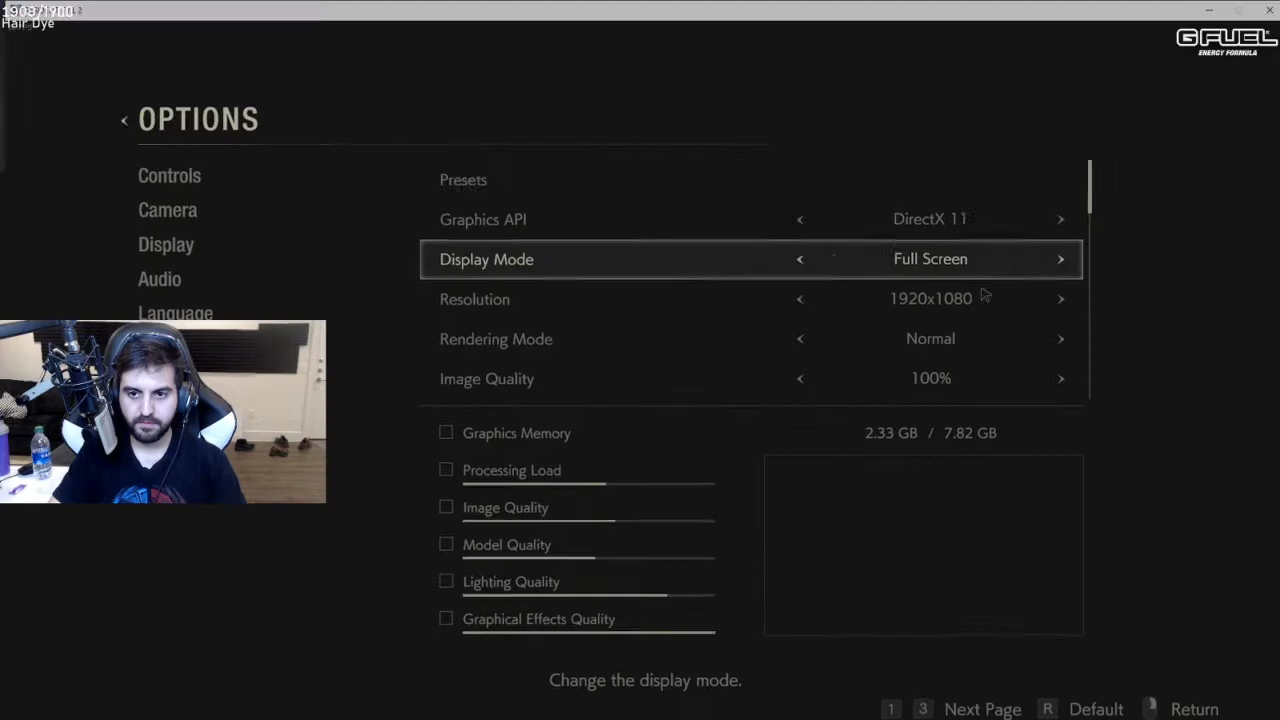 1908/1900
Hair Dye
G FUEL
ENERGY FORMULA
OPTIONS
Controls
Camera
Display
Audio
Language
Presets
Graphics API DirectX 11
Display Mode Full Screen
Resolution 1920x1080
Rendering Mode Normal
Image Quality 100%
Graphics Memory 2.33 GB / 7.82 GB
Processing Load
Image Quality
Model Quality
Lighting Quality
Graphical Effects Quality
Change the display mode.
1 3 Next Page R Default Return